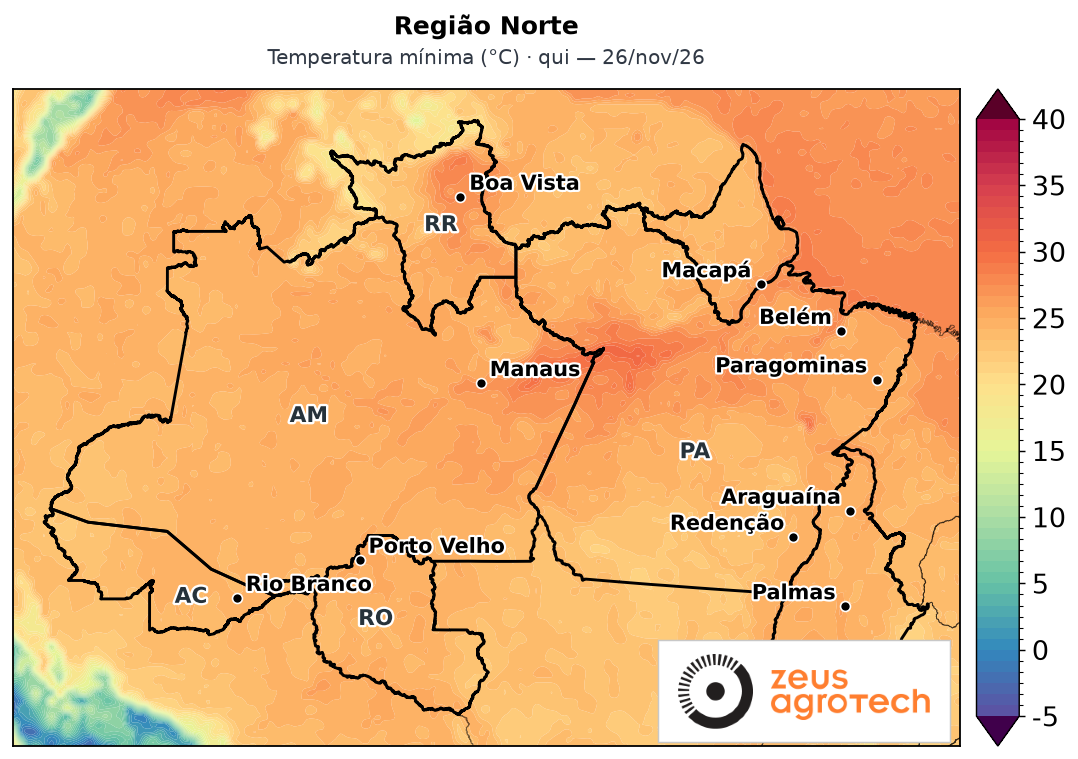 Região Norte
Temperatura mínima (°C) · qui — 26/nov/26
Boa Vista
RR
Macapá
Belém
Manaus
Paragominas
AM
PA
Araguaína
Redenção
Porto Velho
Rio Branco
AC
RO
Palmas
zeus
agrotech
40
35
30
25
20
15
10
5
0
-5